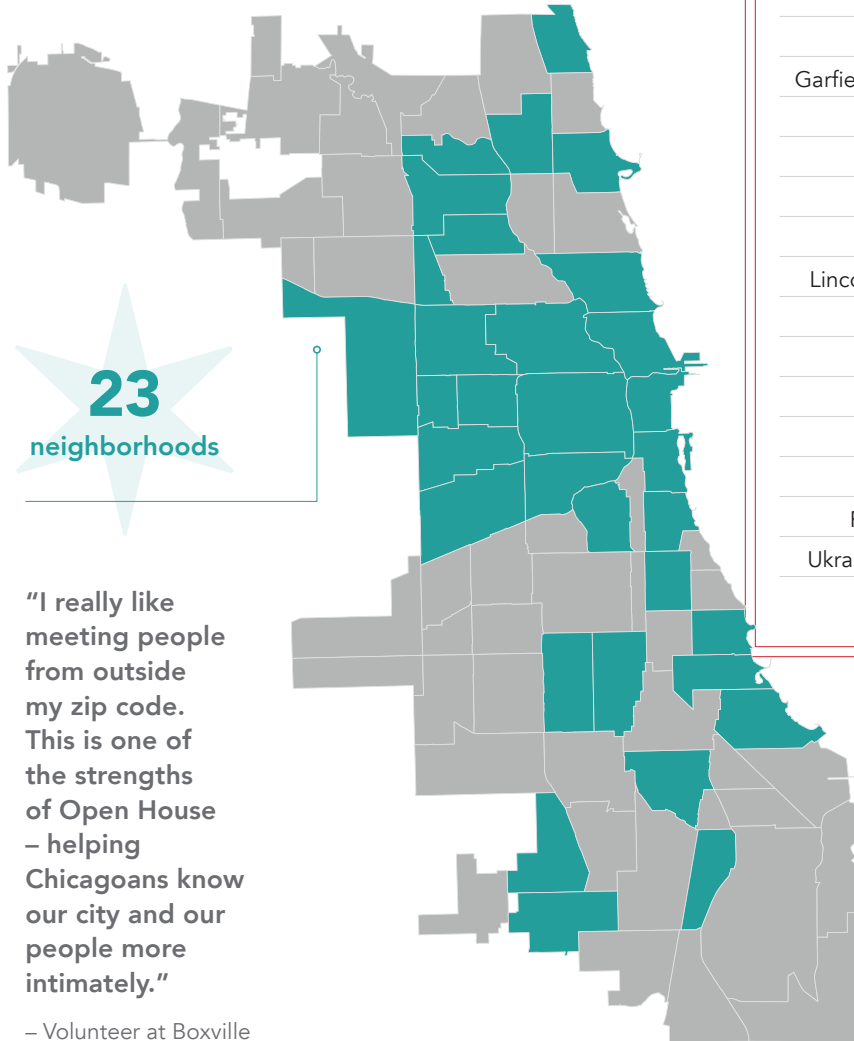 23
neighborhoods
“I really like
meeting people
from outside
my zip code.
This is one of
the strengths
of Open House
– helping
Chicagoans know
our city and our
people more
intimately.”
– Volunteer at Boxville
Garfie
Linco
Ukra